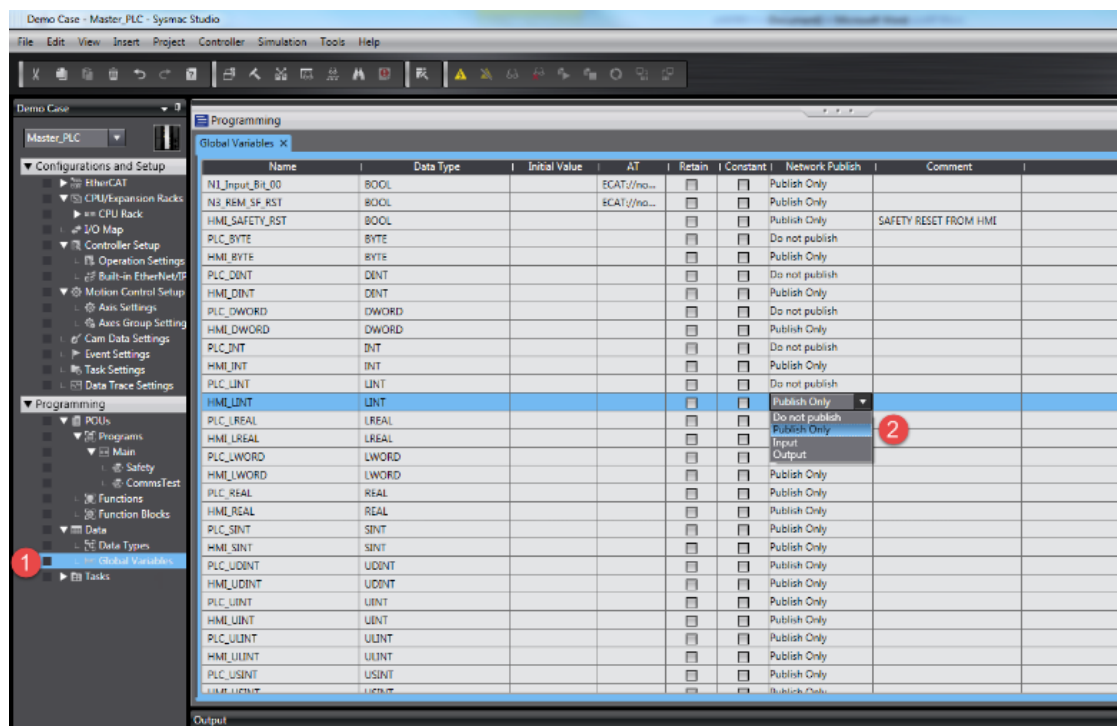 Demo Case - Master_PLC - Sysmac Studio
File Edit View Insert Project Controller Simulation Tools Help
Demo Case
Master_PLC
Configurations and Setup
EtherCAT
CPU/Expansion Racks
CPU Rack
I/O Map
Controller Setup
Operation Settings
Built-in EtherNet/IP
Motion Control Setup
Axis Settings
Axes Group Setting
Cam Data Settings
Event Settings
Task Settings
Data Trace Settings
Programming
POUs
Programs
Main
Safety
CommsTest
Functions
Function Blocks
Data
Data Types
1 Global Variables
Tasks
Programming
Global Variables X
Name Data Type Initial Value AT Retain Constant Network Publish Comment
N1_Input_Bit_00 BOOL ECAT://no... Publish Only
N3_REM_SF_RST BOOL ECAT://no... Publish Only
HMI_SAFETY_RST BOOL Publish Only SAFETY RESET FROM HMI
PLC_BYTE BYTE Do not publish
HMI_BYTE BYTE Publish Only
PLC_DINT DINT Do not publish
HMI_DINT DINT Publish Only
PLC_DWORD DWORD Do not publish
HMI_DWORD DWORD Publish Only
PLC_INT INT Do not publish
HMI_INT INT Publish Only
PLC_LINT LINT Do not publish
HMI_LINT LINT Publish Only
PLC_LREAL LREAL Do not publish
HMI_LREAL LREAL Publish Only 2
PLC_LWORD LWORD Input
Output
HMI_LWORD LWORD Publish Only
PLC_REAL REAL Publish Only
HMI_REAL REAL Publish Only
PLC_SINT SINT Publish Only
HMI_SINT SINT Publish Only
PLC_UDINT UDINT Publish Only
HMI_UDINT UDINT Publish Only
PLC_UINT UINT Publish Only
HMI_UINT UINT Publish Only
PLC_ULINT ULINT Publish Only
HMI_ULINT ULINT Publish Only
PLC_USINT USINT Publish Only
HMI_USINT USINT Publish Only
Output